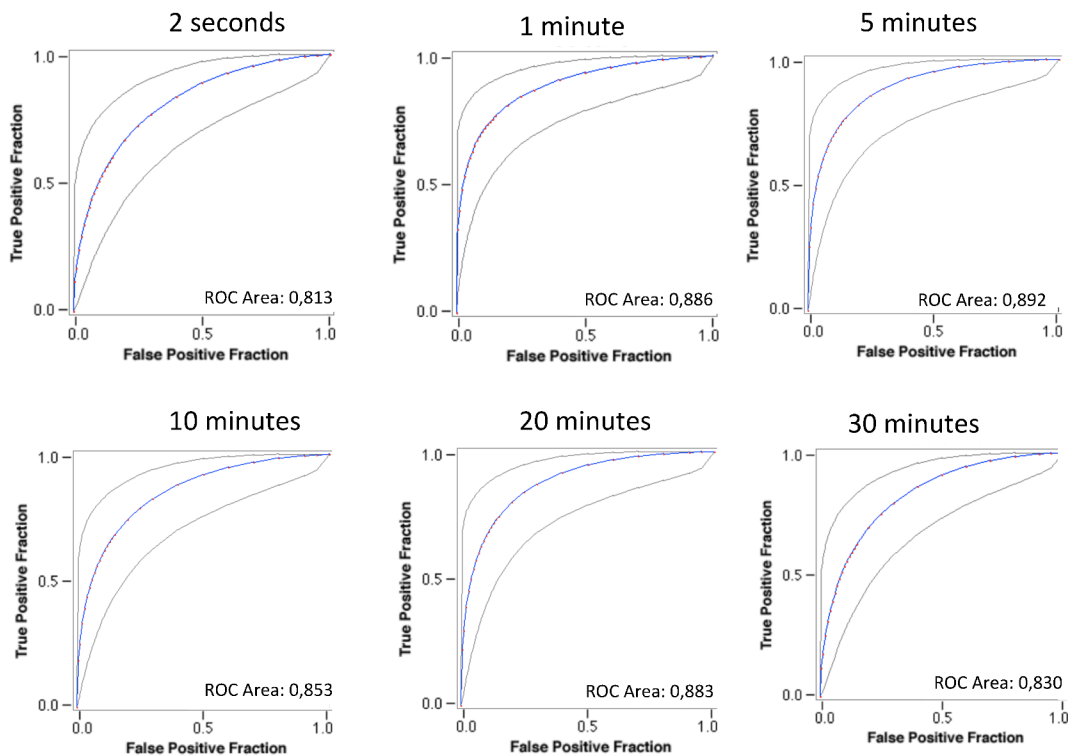 2 seconds
1.0
0.5
0.0
True Positive Fraction
ROC Area: 0,813
0.0 0.5 1.0
False Positive Fraction
1 minute
1.0
0.5
0.0
True Positive Fraction
ROC Area: 0,886
0.0 0.5 1.0
False Positive Fraction
5 minutes
1.0
0.5
0.0
True Positive Fraction
ROC Area: 0,892
0.0 0.5 1.0
False Positive Fraction
10 minutes
1.0
0.5
0.0
True Positive Fraction
ROC Area: 0,853
0.0 0.5 1.0
False Positive Fraction
20 minutes
1.0
0.5
0.0
True Positive Fraction
ROC Area: 0,883
0.0 0.5 1.0
False Positive Fraction
30 minutes
1.0
0.5
0.0
True Positive Fraction
ROC Area: 0,830
0.0 0.5 1.0
False Positive Fraction